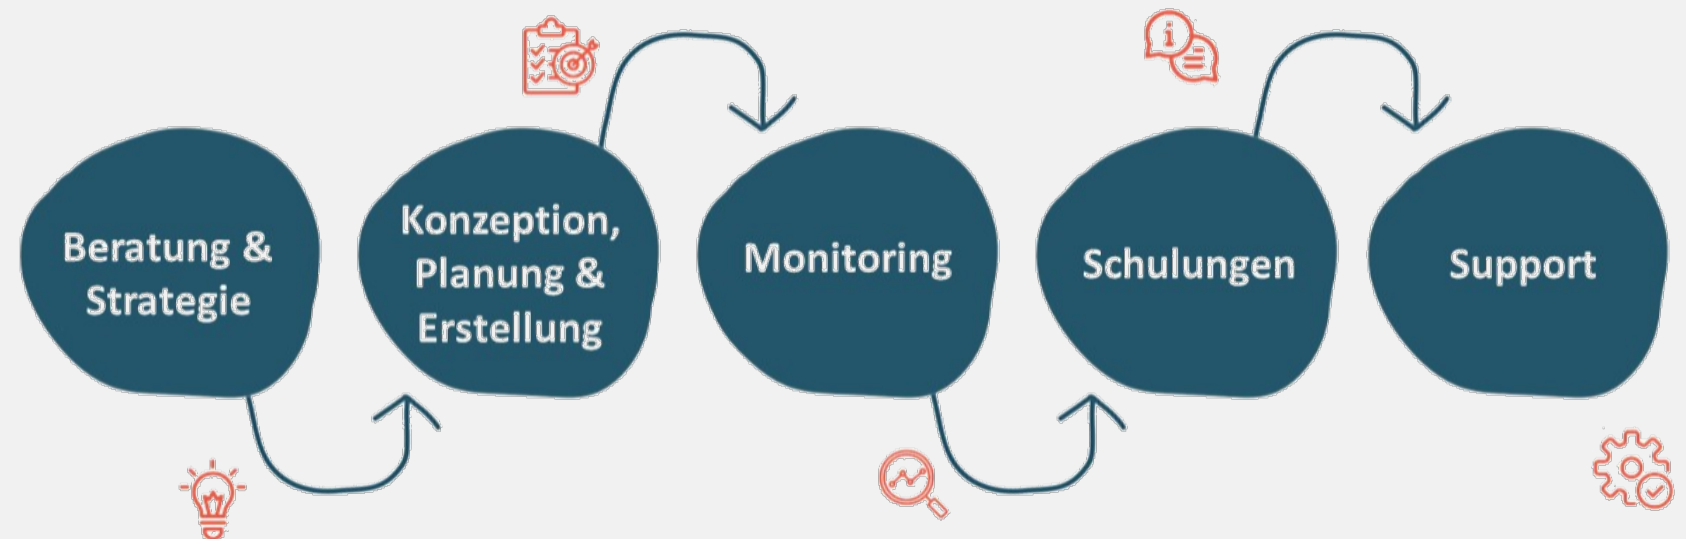 Beratung &
Strategie
Konzeption,
Planung &
Erstellung
Monitoring
Schulungen
Support